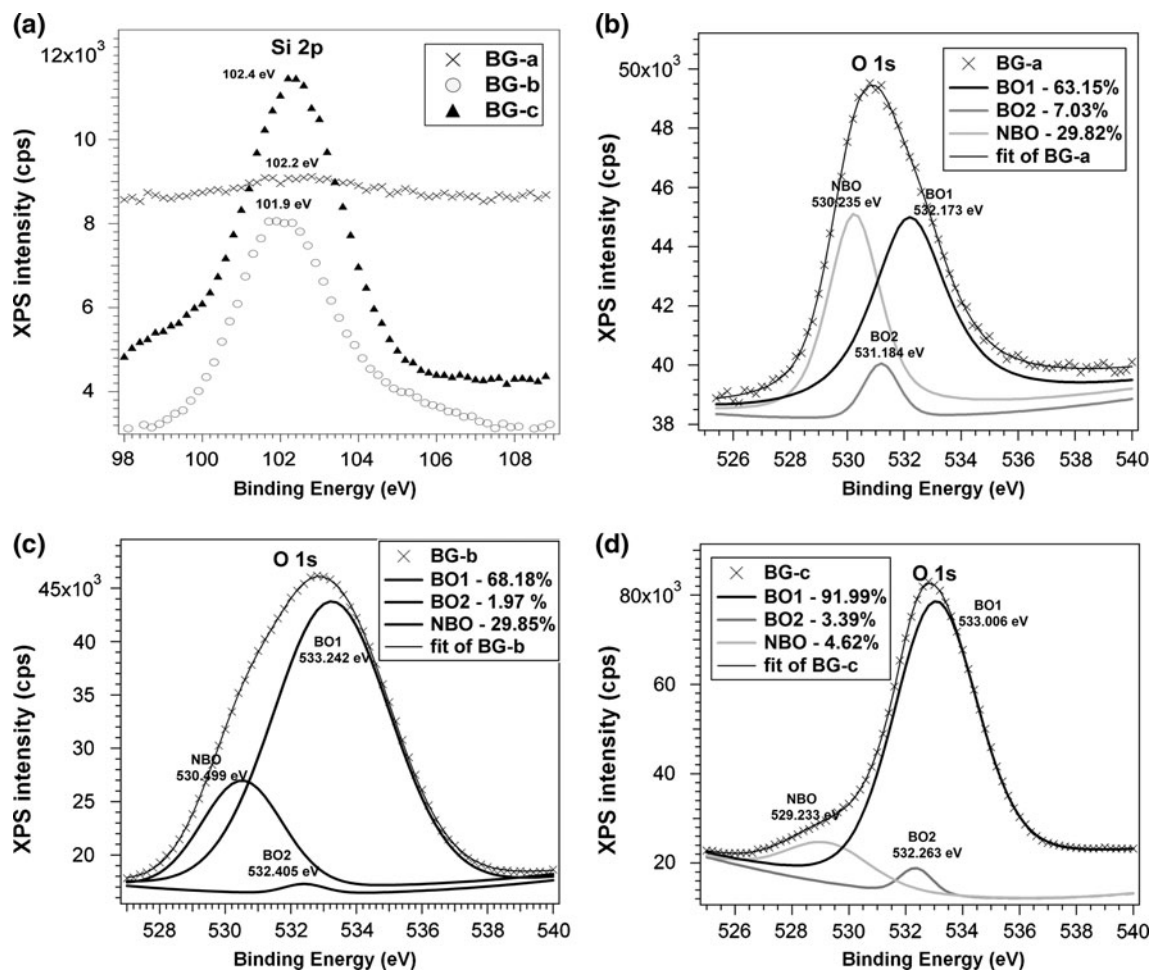 (a)
Si 2p
12x10³
102.4 eV
BG-a
BG-b
BG-c
10
102.2 eV
101.9 eV
8
6
4
XPS intensity (cps)
98 100 102 104 106 108
Binding Energy (eV)
(b)
O 1s
50x10³
BG-a
BO1 - 63.15%
BO2 - 7.03%
NBO - 29.82%
fit of BG-a
48
46
44
42
40
38
NBO
530.235 eV
BO1
532.173 eV
BO2
531.184 eV
XPS intensity (cps)
526 528 530 532 534 536 538 540
Binding Energy (eV)
(c)
O 1s
45x10³
BG-b
BO1 - 68.18%
BO2 - 1.97 %
NBO - 29.85%
fit of BG-b
40
35
30
25
20
BO1
533.242 eV
NBO
530.499 eV
BO2
532.405 eV
XPS intensity (cps)
528 530 532 534 536 538 540
Binding Energy (eV)
(d)
O 1s
80x10³
BG-c
BO1 - 91.99%
BO2 - 3.39%
NBO - 4.62%
fit of BG-c
60
40
20
BO1
533.006 eV
NBO
529.233 eV
BO2
532.263 eV
XPS intensity (cps)
526 528 530 532 534 536 538 540
Binding Energy (eV)